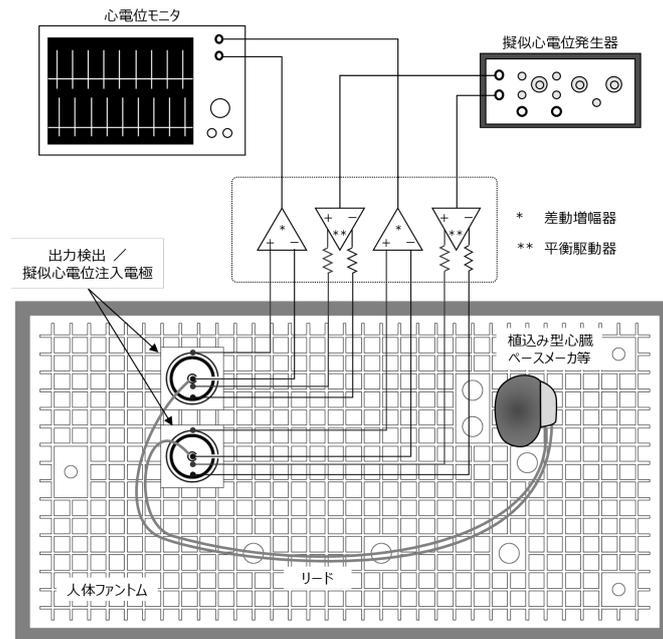 心電位モニタ
擬似心電位発生器
+ * −
+ ** −
+ * −
+ ** −
* 差動増幅器
** 平衡駆動器
出力検出 ／
擬似心電位注入電極
植込み型心臓
ペースメーカ等
リード
人体ファントム